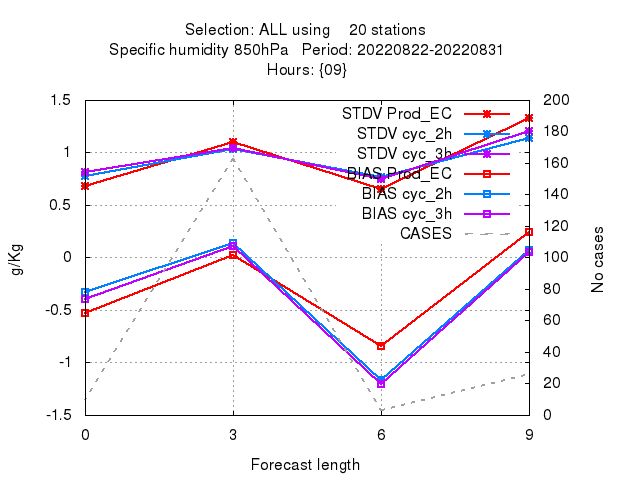 Selection: ALL using 20 stations
Specific humidity 850hPa Period: 20220822-20220831
Hours: {09}
1.5
1
0.5
0
-0.5
-1
-1.5
g/Kg
STDV Prod_EC
STDV cyc_2h
STDV cyc_3h
BIAS Prod_EC
BIAS cyc_2h
BIAS cyc_3h
CASES
200
180
160
140
120
100
80
60
40
20
0
No cases
0 3 6 9
Forecast length